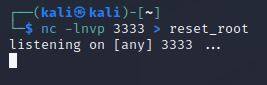 ┌──(kali㉿kali)-[~]
└─$ nc -lnvp 3333 > reset_root
listening on [any] 3333 ...